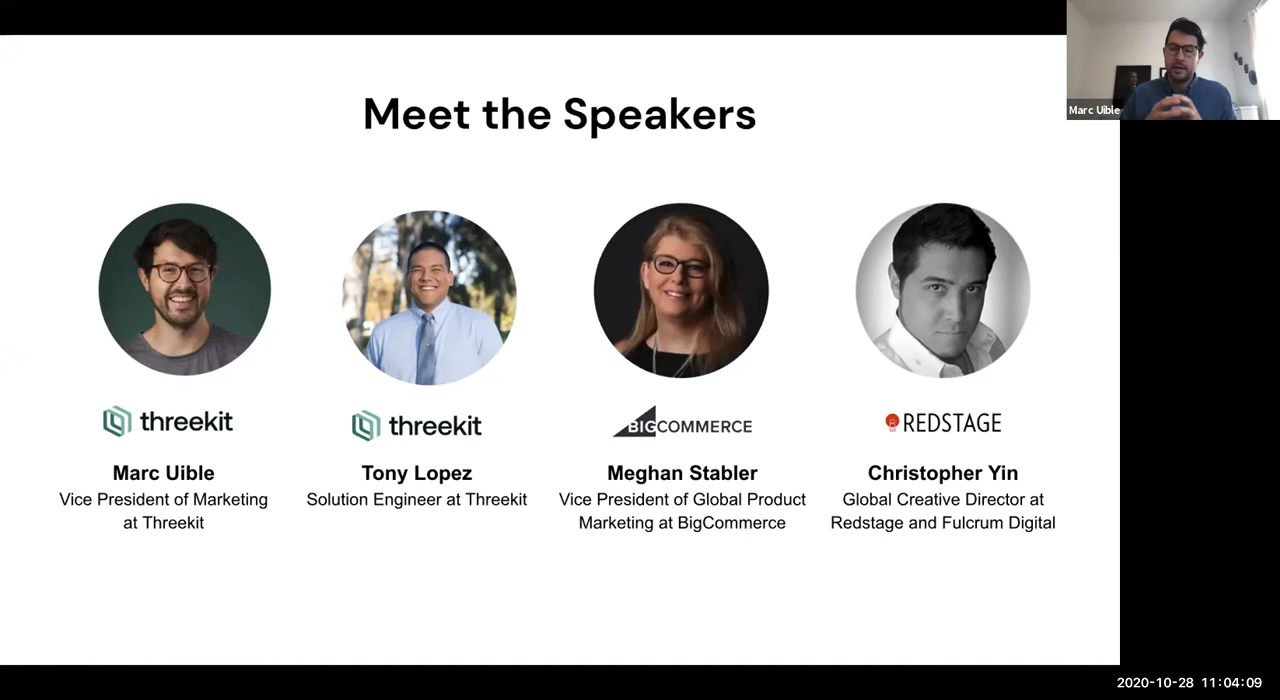 Meet the Speakers
Marc Uible
threekit
threekit
BIGCOMMERCE
REDSTAGE
Marc Uible
Vice President of Marketing
at Threekit
Tony Lopez
Solution Engineer at Threekit
Meghan Stabler
Vice President of Global Product
Marketing at BigCommerce
Christopher Yin
Global Creative Director at
Redstage and Fulcrum Digital
2020-10-28 11:04:09